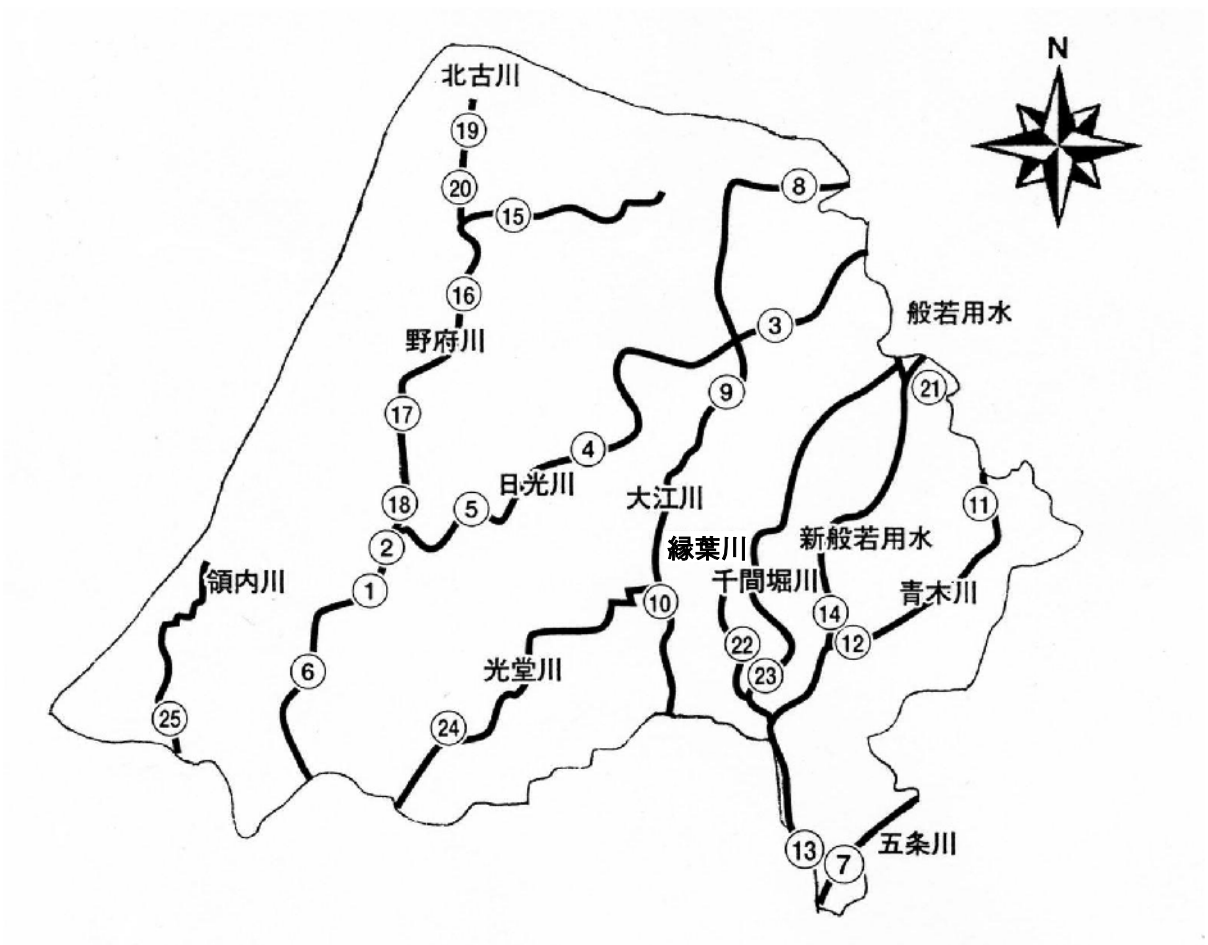 N
北古川
⑲
⑧
⑳
⑮
⑯
般若用水
③
野府川
㉑
⑨
⑰
④
日光川
大江川
⑱
⑤
⑪
②
縁葉川
新般若用水
領内川
①
千間堀川
青木川
⑩
⑭
⑫
㉒
⑥
光堂川
㉓
㉕
㉔
⑬
⑦
五条川